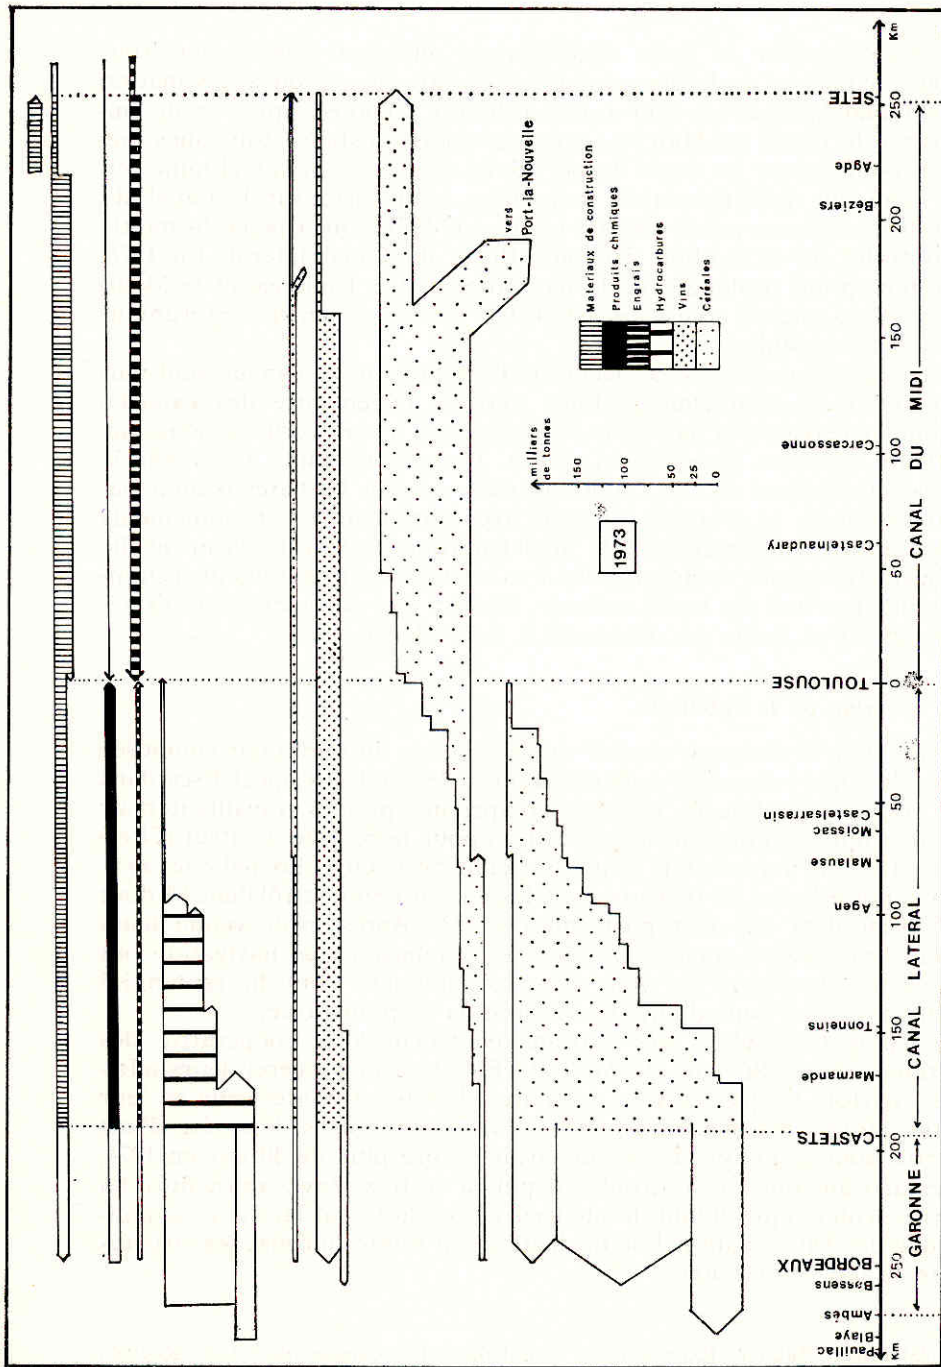 vers
Port-la-Nouvelle
Materiaux de construction
Produits chimiques
Engrais
Hydrocarbures
Vins
Céréales
milliers
de tonnes
150
100
50
25
0
1973
Km
250
200
150
100
50
0
50
100
150
200
250
Km
SETE
Agde
Béziers
Carcassonne
Castelnaudary
TOULOUSE
Castelsarrasin
Moissac
Malause
Agen
Tonneins
Marmande
CASTETS
BORDEAUX
Bassens
Ambès
Blaye
Pauillac
CANAL DU MIDI
CANAL LATERAL
GARONNE